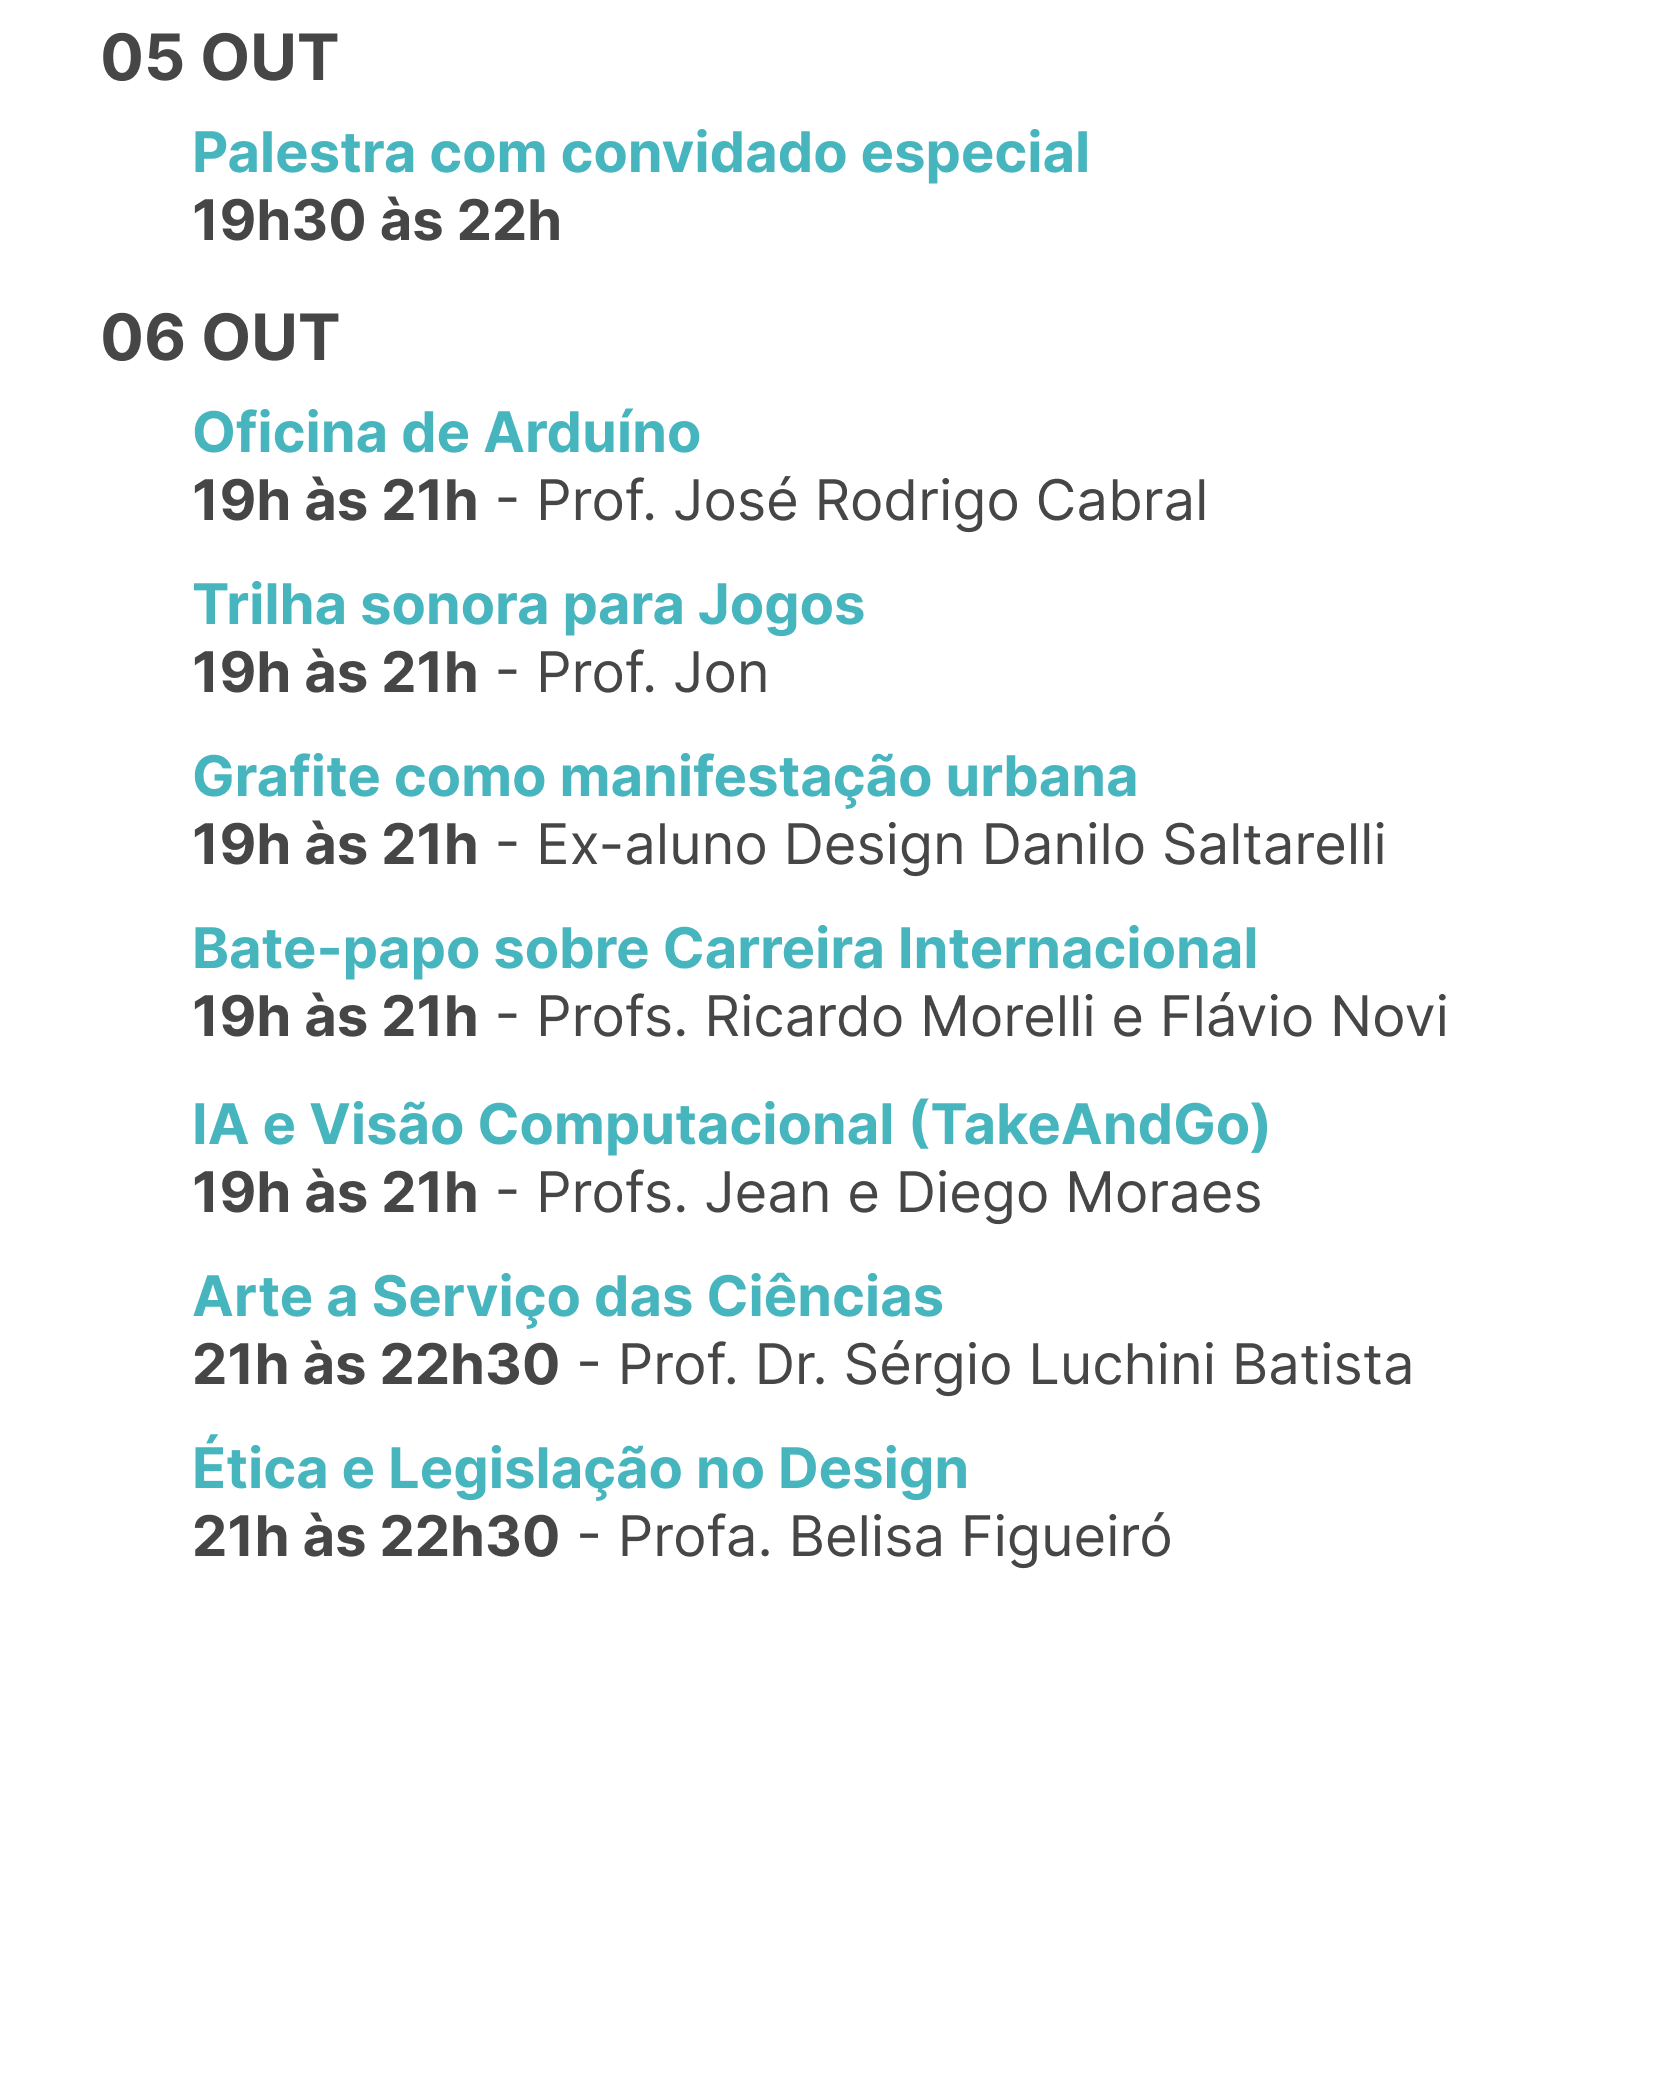 05 OUT
Palestra com convidado especial
19h30 às 22h
06 OUT
Oficina de Arduíno
19h às 21h - Prof. José Rodrigo Cabral
Trilha sonora para Jogos
19h às 21h - Prof. Jon
Grafite como manifestação urbana
19h às 21h - Ex-aluno Design Danilo Saltarelli
Bate-papo sobre Carreira Internacional
19h às 21h - Profs. Ricardo Morelli e Flávio Novi
IA e Visão Computacional (TakeAndGo)
19h às 21h - Profs. Jean e Diego Moraes
Arte a Serviço das Ciências
21h às 22h30 - Prof. Dr. Sérgio Luchini Batista
Ética e Legislação no Design
21h às 22h30 - Profa. Belisa Figueiró